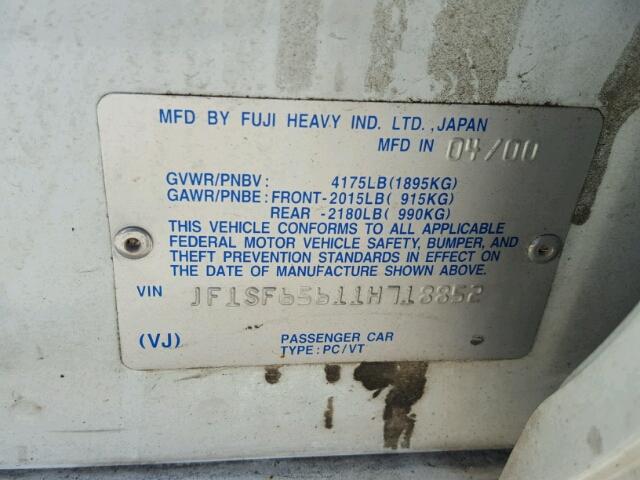 MFD BY FUJI HEAVY IND. LTD., JAPAN
MFD IN 04/00
GVWR/PNBV: 4175LB(1895KG)
GAWR/PNBE: FRONT-2015LB( 915KG)
REAR -2180LB( 990KG)
THIS VEHICLE CONFORMS TO ALL APPLICABLE
FEDERAL MOTOR VEHICLE SAFETY, BUMPER, AND
THEFT PREVENTION STANDARDS IN EFFECT ON
THE DATE OF MANUFACTURE SHOWN ABOVE.
VIN JF1SF65611H718852
(VJ) PASSENGER CAR
TYPE: PC/VT